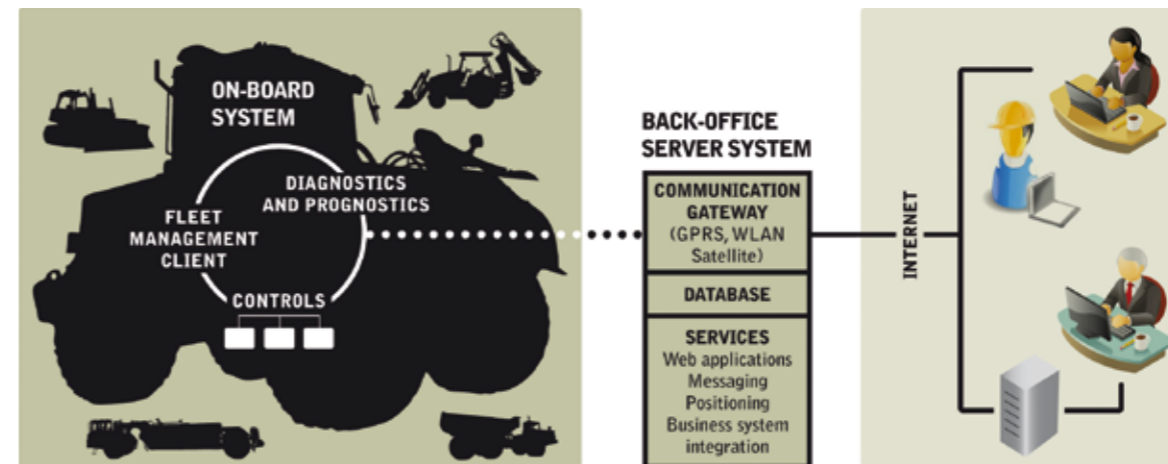 ON-BOARD
SYSTEM
DIAGNOSTICS
AND PROGNOSTICS
FLEET
MANAGEMENT
CLIENT
CONTROLS
BACK-OFFICE
SERVER SYSTEM
COMMUNICATION
GATEWAY
(GPRS, WLAN
Satellite)
DATABASE
SERVICES
Web applications
Messaging
Positioning
Business system
integration
INTERNET